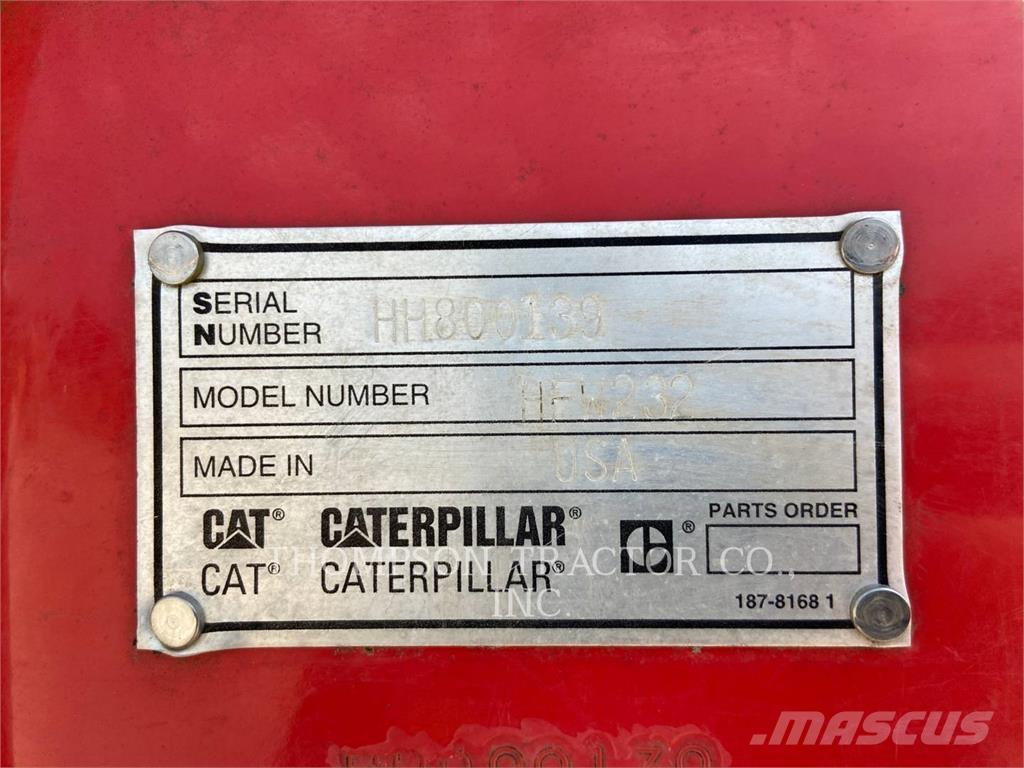 SERIAL
NUMBER HH800139
MODEL NUMBER HFW232
MADE IN USA
CAT® CATERPILLAR® ® PARTS ORDER
CAT® CATERPILLAR®
THOMPSON TRACTOR CO.,
INC.
187-8168 1
MASCUS